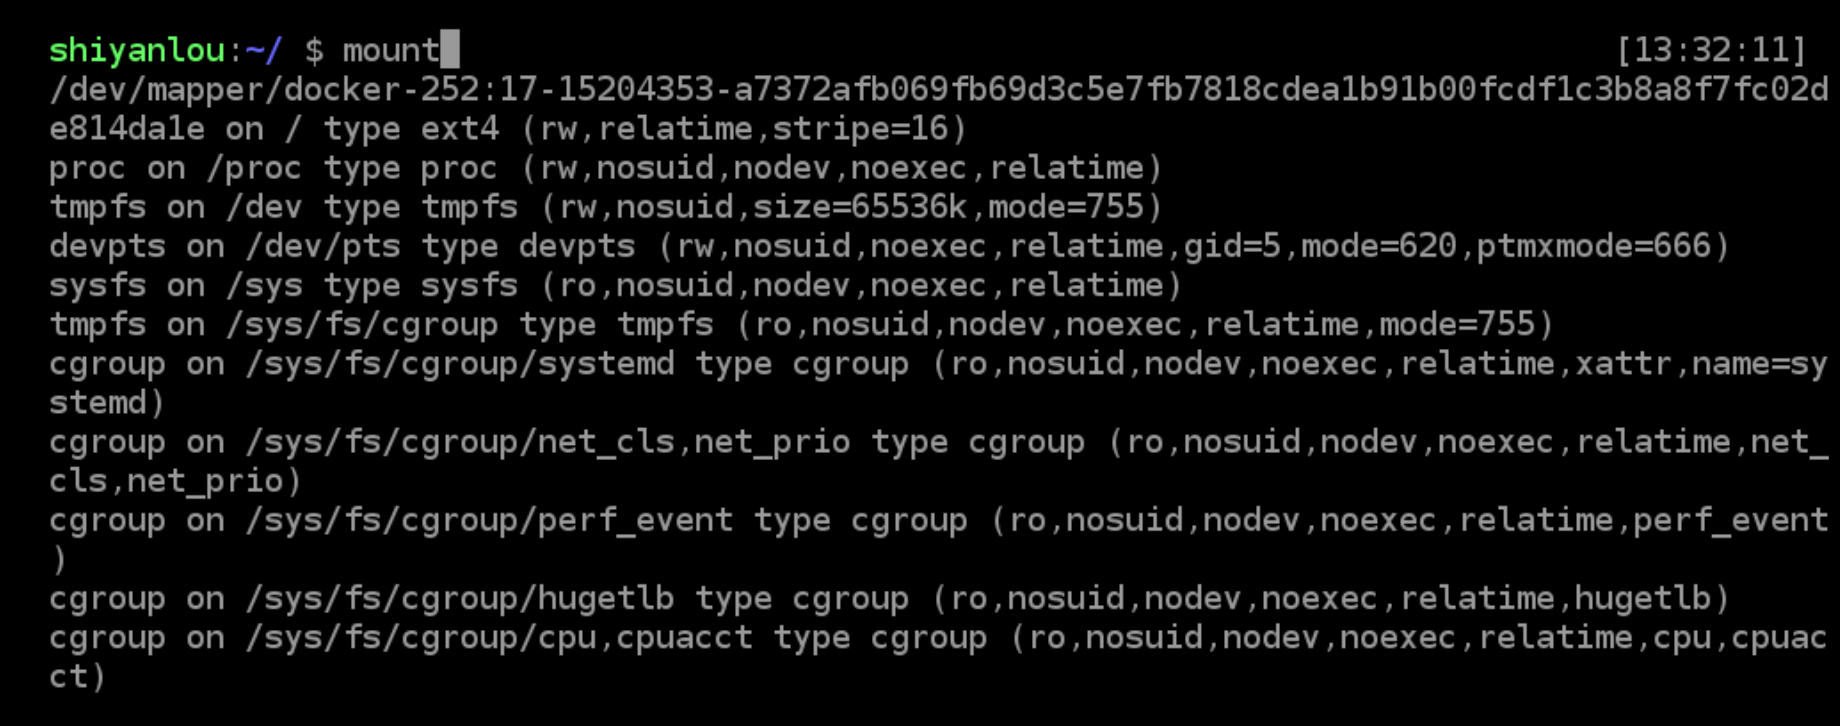 shiyanlou:~/ $ mount [13:32:11]
/dev/mapper/docker-252:17-15204353-a7372afb069fb69d3c5e7fb7818cdea1b91b00fcdf1c3b8a8f7fc02d
e814da1e on / type ext4 (rw,relatime,stripe=16)
proc on /proc type proc (rw,nosuid,nodev,noexec,relatime)
tmpfs on /dev type tmpfs (rw,nosuid,size=65536k,mode=755)
devpts on /dev/pts type devpts (rw,nosuid,noexec,relatime,gid=5,mode=620,ptmxmode=666)
sysfs on /sys type sysfs (ro,nosuid,nodev,noexec,relatime)
tmpfs on /sys/fs/cgroup type tmpfs (ro,nosuid,nodev,noexec,relatime,mode=755)
cgroup on /sys/fs/cgroup/systemd type cgroup (ro,nosuid,nodev,noexec,relatime,xattr,name=sy
stemd)
cgroup on /sys/fs/cgroup/net_cls,net_prio type cgroup (ro,nosuid,nodev,noexec,relatime,net_
cls,net_prio)
cgroup on /sys/fs/cgroup/perf_event type cgroup (ro,nosuid,nodev,noexec,relatime,perf_event
)
cgroup on /sys/fs/cgroup/hugetlb type cgroup (ro,nosuid,nodev,noexec,relatime,hugetlb)
cgroup on /sys/fs/cgroup/cpu,cpuacct type cgroup (ro,nosuid,nodev,noexec,relatime,cpu,cpuac
ct)